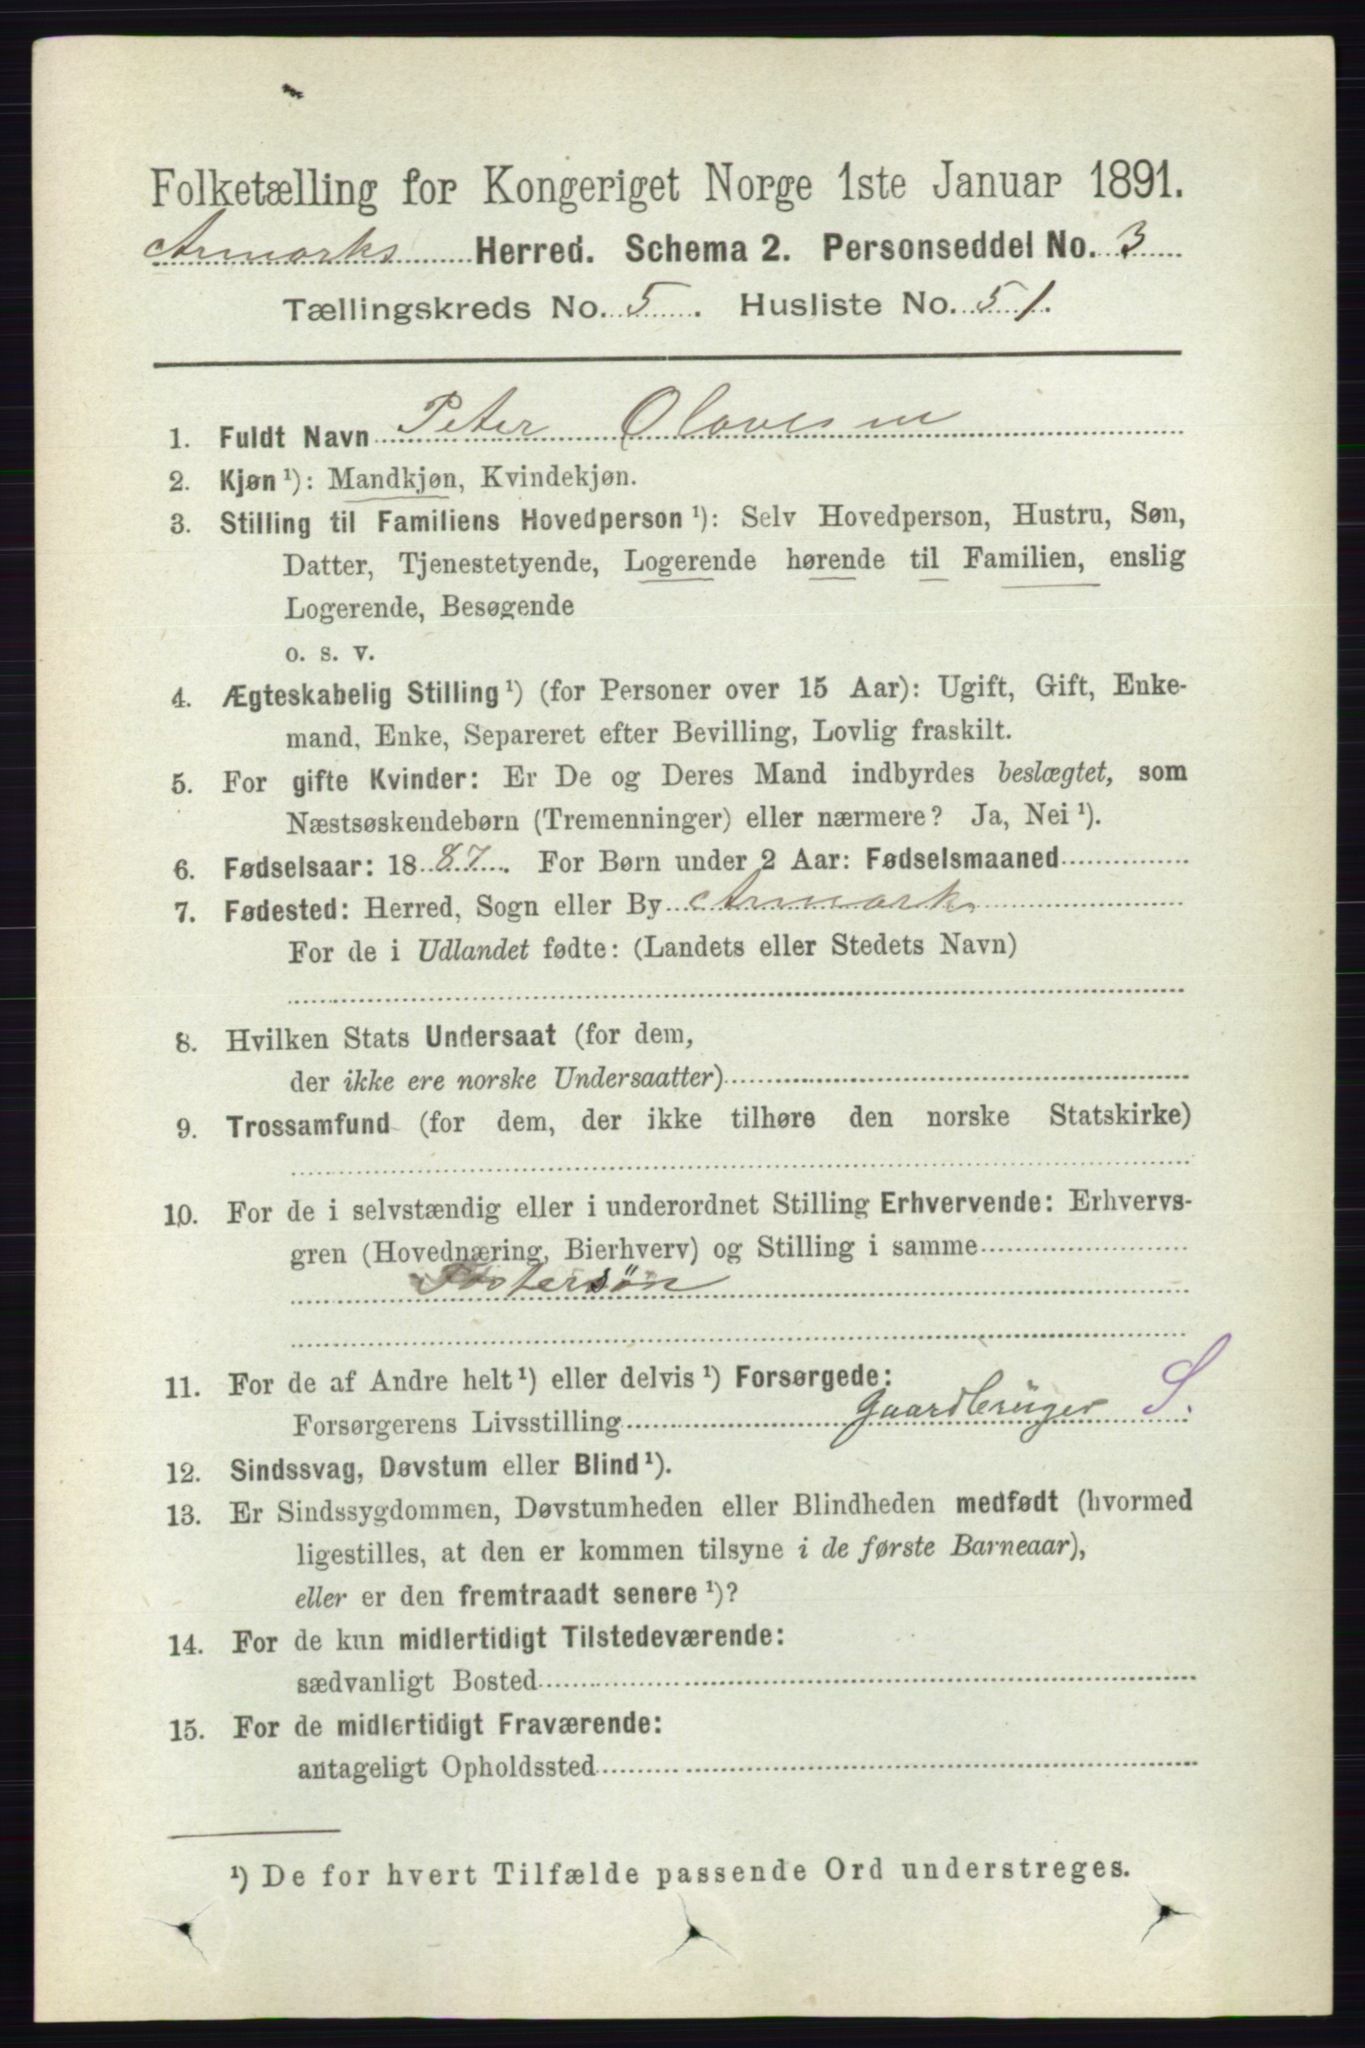 Folketælling for Kongeriget Norge 1ste Januar 1891.
Armarks Herred. Schema 2. Personseddel No. 3
Tællingskreds No. 5. Husliste No. 51.
1. Fuldt Navn Peter Olavesen
2. Kjøn ¹): Mandkjøn, Kvindekjøn.
3. Stilling til Familiens Hovedperson ¹): Selv Hovedperson, Hustru, Søn,
Datter, Tjenestetyende, Logerende hørende til Familien, enslig
Logerende, Besøgende
o. s. v.
4. Ægteskabelig Stilling ¹) (for Personer over 15 Aar): Ugift, Gift, Enke-
mand, Enke, Separeret efter Bevilling, Lovlig fraskilt.
5. For gifte Kvinder: Er De og Deres Mand indbyrdes beslægtet, som
Næstsøskendebørn (Tremenninger) eller nærmere? Ja, Nei ¹).
6. Fødselsaar: 1887. For Børn under 2 Aar: Fødselsmaaned
7. Fødested: Herred, Sogn eller By Armark
For de i Udlandet fødte: (Landets eller Stedets Navn)
8. Hvilken Stats Undersaat (for dem,
der ikke ere norske Undersaatter)
9. Trossamfund (for dem, der ikke tilhøre den norske Statskirke)
10. For de i selvstændig eller i underordnet Stilling Erhvervende: Erhvervs-
gren (Hovednæring, Bierhverv) og Stilling i samme
Fostersön
11. For de af Andre helt ¹) eller delvis ¹) Forsørgede:
Forsørgerens Livsstilling Gaardbruger S.
12. Sindssvag, Døvstum eller Blind ¹).
13. Er Sindssygdommen, Døvstumheden eller Blindheden medfødt (hvormed
ligestilles, at den er kommen tilsyne i de første Barneaar),
eller er den fremtraadt senere ¹)?
14. For de kun midlertidigt Tilstedeværende:
sædvanligt Bosted
15. For de midlertidigt Fraværende:
antageligt Opholdssted
¹) De for hvert Tilfælde passende Ord understreges.